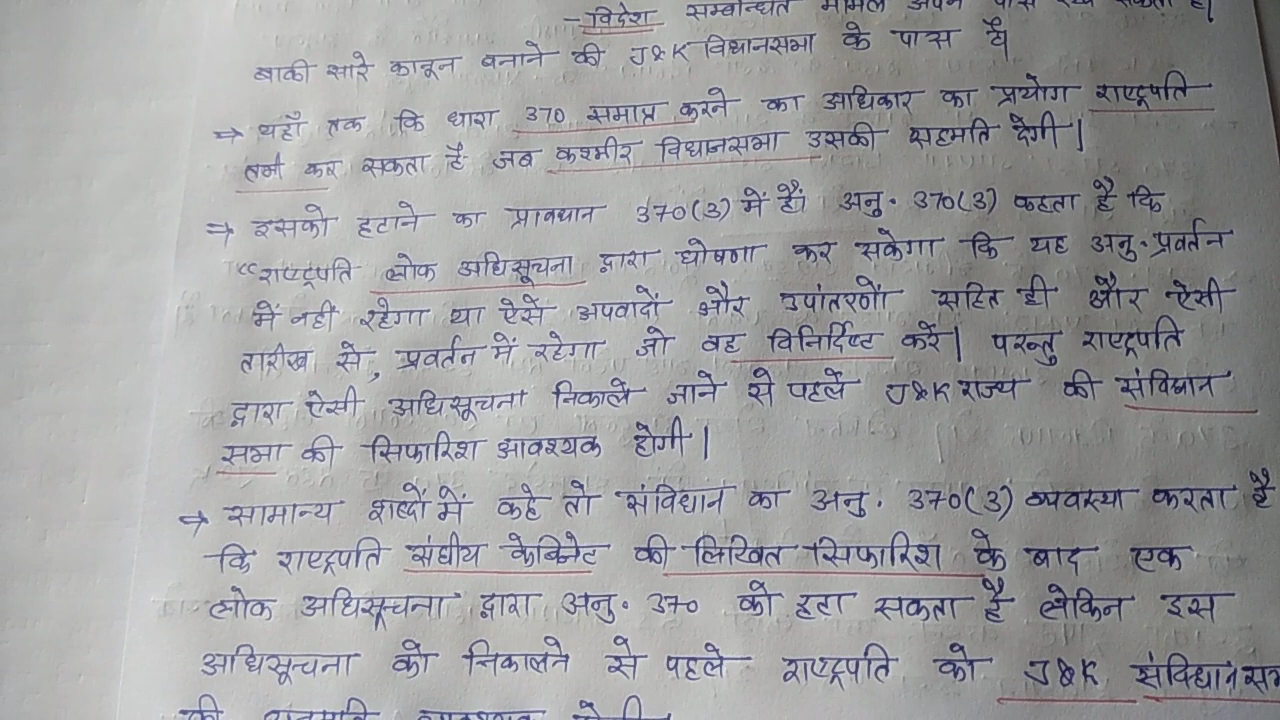 - विदेश सम्बन्धित मामले अपने पास रख सकता है|
बाकी सारे कानून बनाने की J&K विधानसभा के पास है|
→ यहाँ तक कि धारा 370 समाप्त करने का अधिकार का प्रयोग राष्ट्रपति
तभी कर सकता है जब कश्मीर विधानसभा उसकी सहमति देगी|
→ इसको हटाने का प्रावधान 370(3) में हैं। अनु. 370(3) कहता है कि
"राष्ट्रपति लोक अधिसूचना द्वारा घोषणा कर सकेगा कि यह अनु. प्रवर्तन
में नहीं रहेगा या ऐसें अपवादों और उपांतरणों सहित ही और ऐसी
तारीख से, प्रवर्तन में रहेगा जो वह विनिर्दिष्ट करें| परन्तु राष्ट्रपति
द्वारा ऐसी अधिसूचना निकाले जाने से पहले J&K राज्य की संविधान
सभा की सिफारिश आवश्यक होगी|
→ सामान्य शब्दों में कहे तो संविधान का अनु. 370(3) व्यवस्था करता है
कि राष्ट्रपति संघीय केबिनेट की लिखित सिफारिश के बाद एक
लोक अधिसूचना द्वारा अनु. 370 को हटा सकता है लेकिन इस
अधिसूचना को निकालने से पहले राष्ट्रपति को J&K संविधान सभ
की